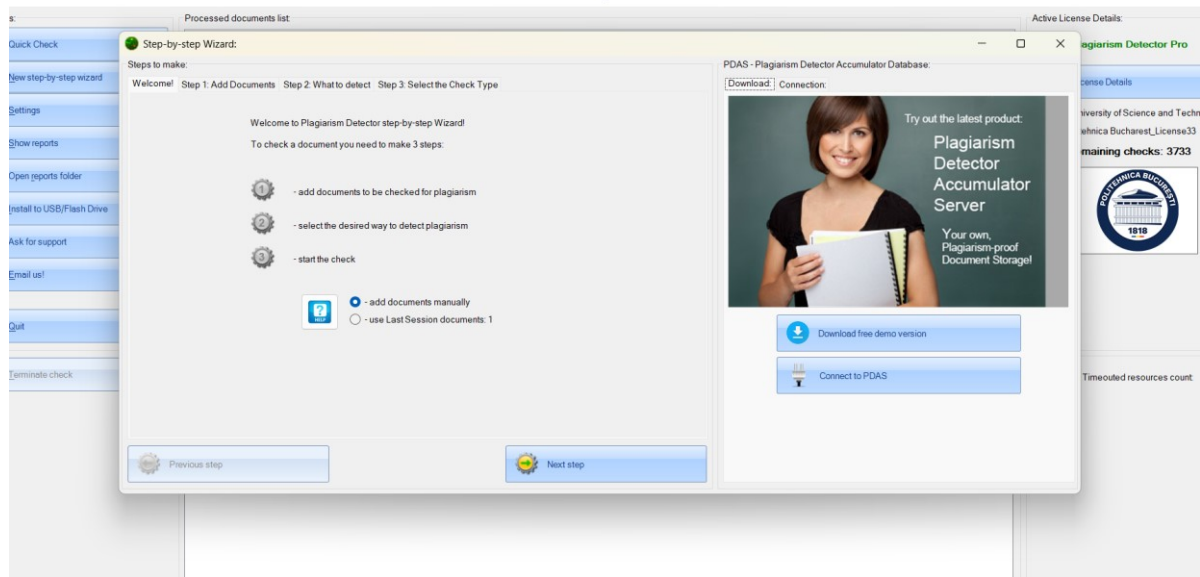 s:
Quick Check
New step-by-step wizard
Settings
Show reports
Open reports folder
Install to USB/Flash Drive
Ask for support
Email us!
Quit
Terminate check
Processed documents list:
Step-by-step Wizard:
Steps to make:
Welcome! Step 1: Add Documents Step 2: What to detect Step 3: Select the Check Type
Welcome to Plagiarism Detector step-by-step Wizard!
To check a document you need to make 3 steps:
1 - add documents to be checked for plagiarism
2 - select the desired way to detect plagiarism
3 - start the check
?
HELP
- add documents manually
- use Last Session documents: 1
Previous step
Next step
PDAS - Plagiarism Detector Accumulator Database:
Download: Connection:
Try out the latest product:
Plagiarism
Detector
Accumulator
Server
Your own,
Plagiarism-proof
Document Storage!
Download free demo version
Connect to PDAS
Active License Details:
agiarism Detector Pro
cense Details
niversity of Science and Techn
ehnica Bucharest_License33
maining checks: 3733
POLITEHNICA BUCUREȘTI
1818
Timeouted resources count: